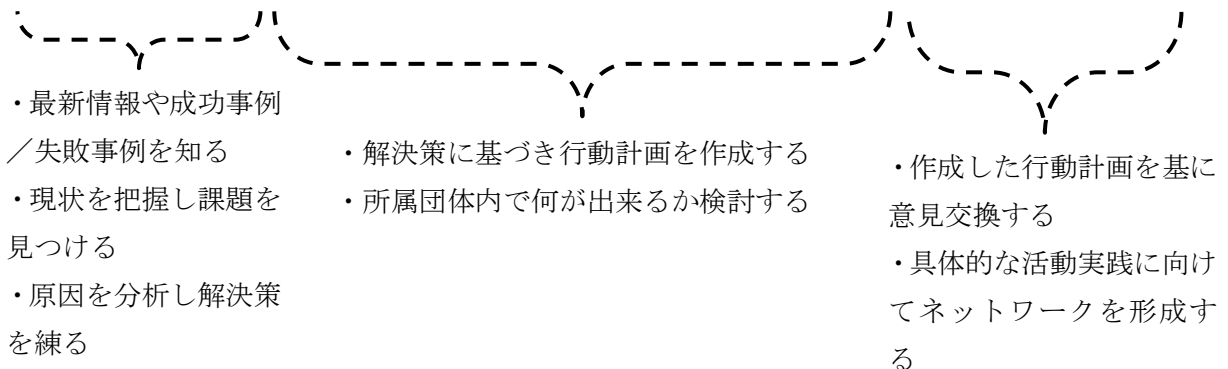 ・最新情報や成功事例
／失敗事例を知る
・現状を把握し課題を
見つける
・原因を分析し解決策
を練る
・解決策に基づき行動計画を作成する
・所属団体内で何が出来るか検討する
・作成した行動計画を基に
意見交換する
・具体的な活動実践に向け
てネットワークを形成す
る